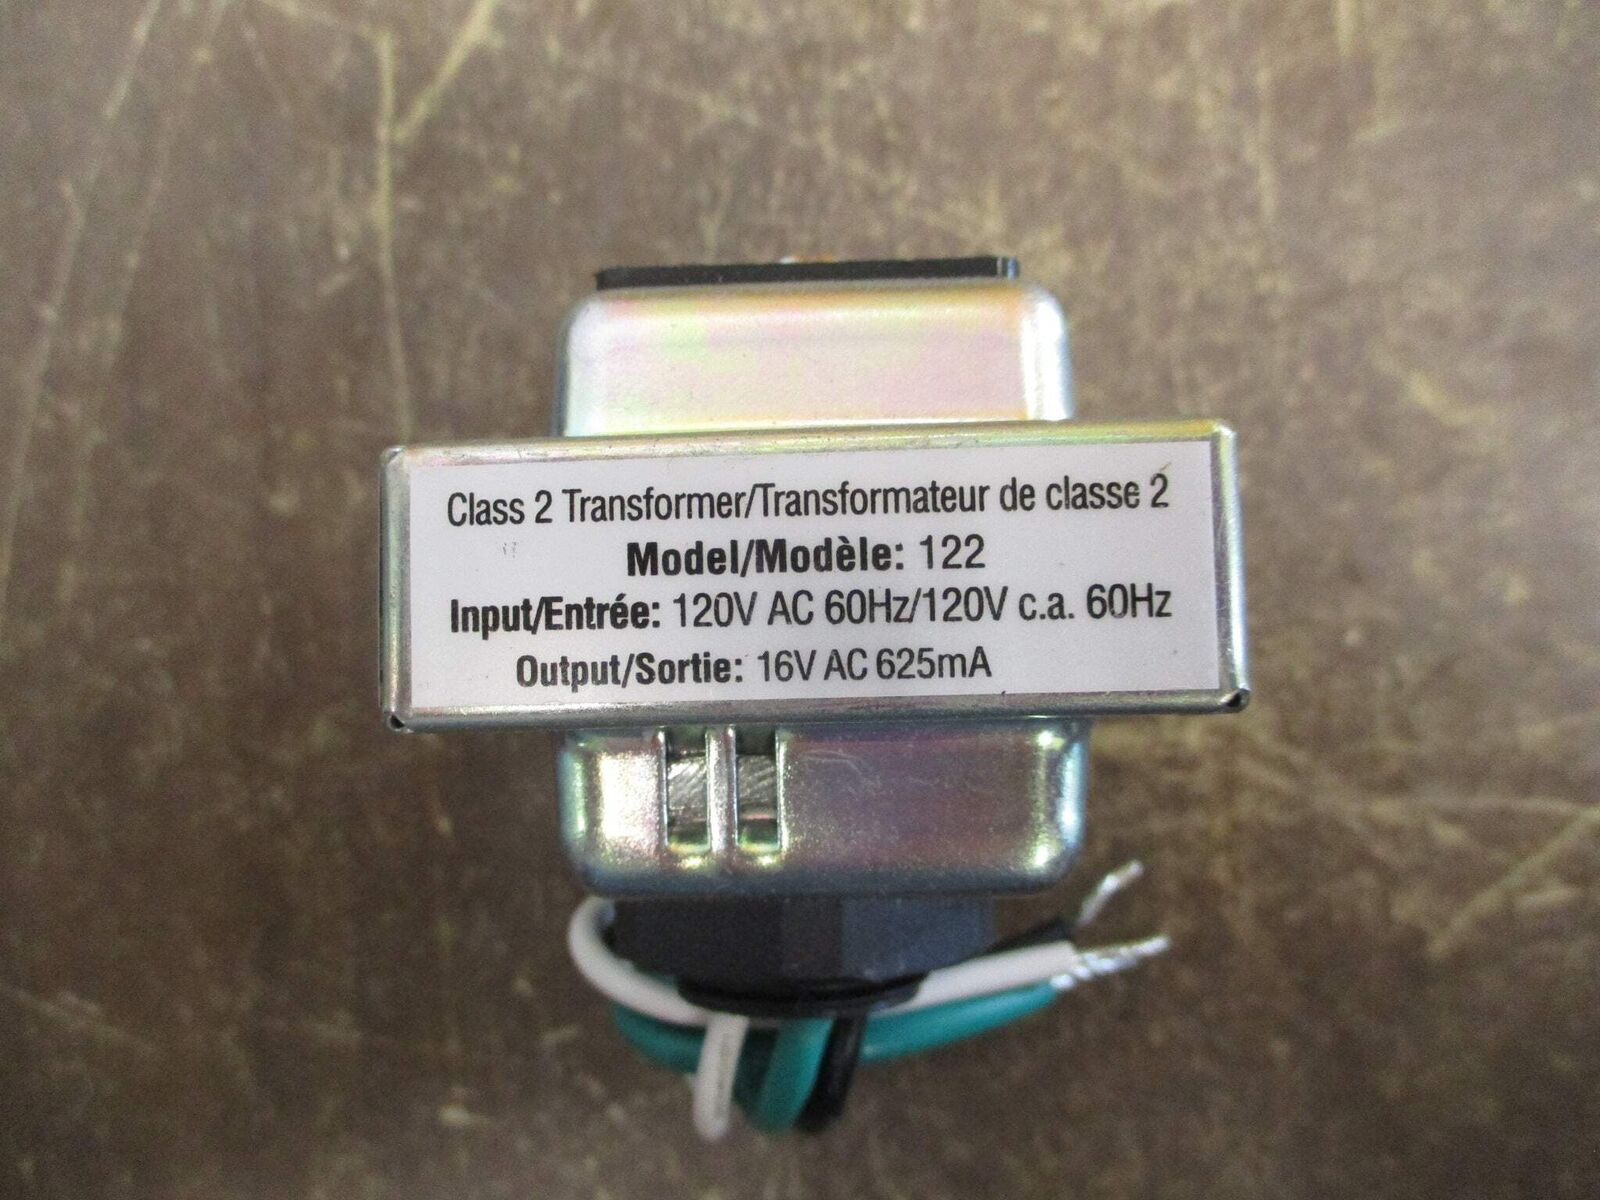 Class 2 Transformer/Transformateur de classe 2
Model/Modèle: 122
Input/Entrée: 120V AC 60Hz/120V c.a. 60Hz
Output/Sortie: 16V AC 625mA